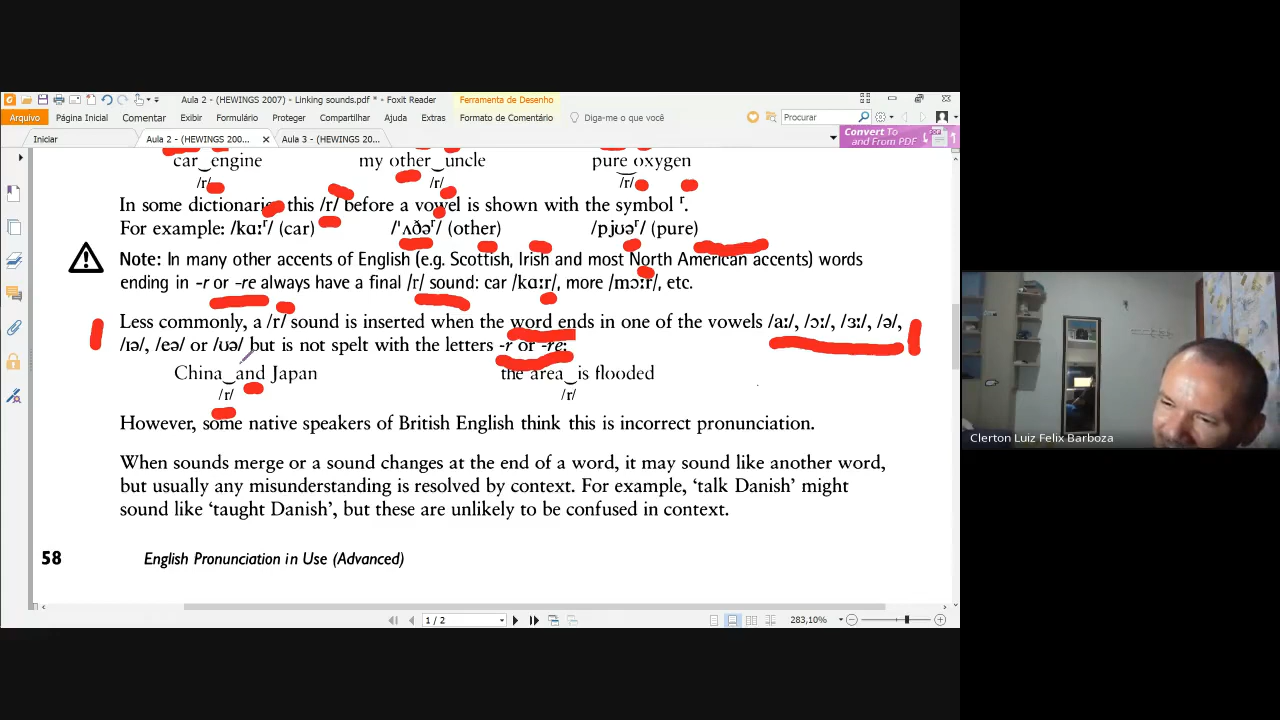 Aula 2 - (HEWINGS 2007) - Linking sounds.pdf * - Foxit Reader
Ferramenta de Desenho
Arquivo Página Inicial Comentar Exibir Formulário Proteger Compartilhar Ajuda Extras Formato de Comentário Diga-me o que você Procurar
Iniciar Aula 2 - (HEWINGS 200... Aula 3 - (HEWINGS 20...
Convert To
and From PDF
car engine my other uncle pure oxygen
/r/ /r/ /r/
In some dictionaries this /r/ before a vowel is shown with the symbol ʳ.
For example: /kɑːʳ/ (car) /ˈʌðəʳ/ (other) /pjʊəʳ/ (pure)
Note: In many other accents of English (e.g. Scottish, Irish and most North American accents) words
ending in -r or -re always have a final /r/ sound: car /kɑːr/, more /mɔːr/, etc.
Less commonly, a /r/ sound is inserted when the word ends in one of the vowels /aː/, /ɔː/, /ɜː/, /ə/,
/ɪə/, /eə/ or /ʊə/ but is not spelt with the letters -r or -re:
China and Japan the area is flooded
/r/ /r/
However, some native speakers of British English think this is incorrect pronunciation.
When sounds merge or a sound changes at the end of a word, it may sound like another word,
but usually any misunderstanding is resolved by context. For example, ‘talk Danish’ might
sound like ‘taught Danish’, but these are unlikely to be confused in context.
58 English Pronunciation in Use (Advanced)
1 / 2 283,10%
Clerton Luiz Felix Barboza